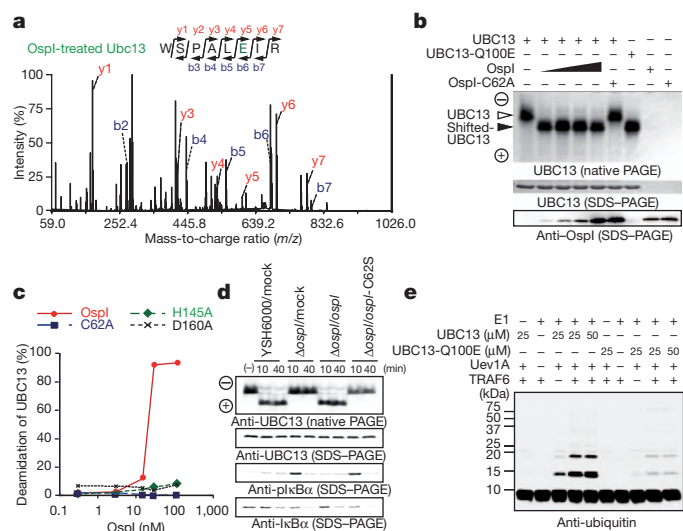 a
OspI-treated Ubc13
y1 y2 y3 y4 y5 y6 y7
W S P A L E I R
b3 b4 b5 b6 b7
Intensity (%)
100
75
50
25
0
y1
b2
y3
b4
y4
b5
y5
b6
y6
y7
b7
59.0 252.4 445.8 639.2 832.6 1026.0
Mass-to-charge ratio (m/z)
b
UBC13 + + + + + + – – –
UBC13-Q100E – – – – – – + – –
OspI – – + –
OspI-C62A – – – – – + – – +
UBC13
Shifted-
UBC13
UBC13 (native PAGE)
UBC13 (SDS–PAGE)
Anti–OspI (SDS–PAGE)
c
OspI H145A
C62A D160A
Deamidation of UBC13 (%)
100
80
60
40
20
0
0.1 1 10 100 1,000
OspI (nM)
d
YSH6000/mock
ΔospI/mock
ΔospI/ospI
ΔospI/ospI-C62S
(–) 10 40 10 40 10 40 10 40 (min)
Anti-UBC13 (native PAGE)
Anti-UBC13 (SDS–PAGE)
Anti-pIκBα (SDS–PAGE)
Anti-IκBα (SDS–PAGE)
e
E1 – + + + + – + + + +
UBC13 (μM) 25 – 25 25 50 – – – – –
UBC13-Q100E (μM) – – – – – 25 – 25 25 50
Uev1A
TRAF6
(kDa)
75
50
37
25
20
15
10
Anti-ubiquitin